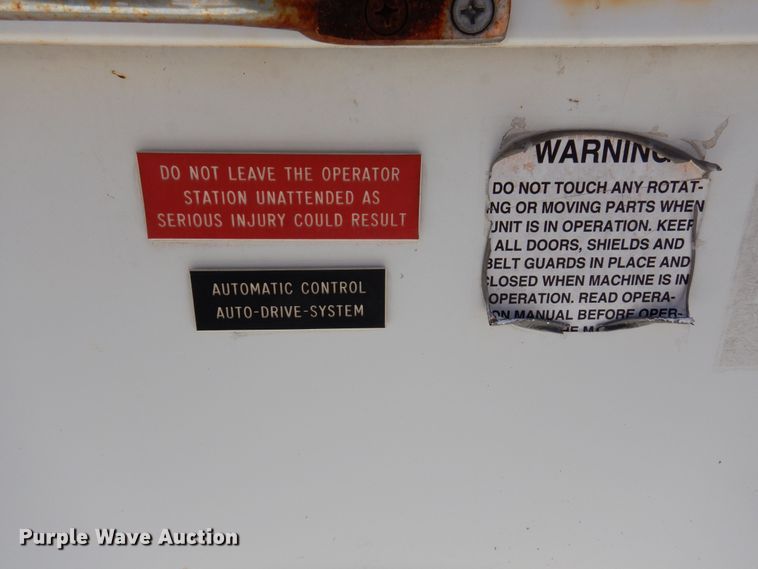 DO NOT LEAVE THE OPERATOR
STATION UNATTENDED AS
SERIOUS INJURY COULD RESULT
AUTOMATIC CONTROL
AUTO-DRIVE-SYSTEM
WARNING
DO NOT TOUCH ANY ROTAT-
NG OR MOVING PARTS WHEN
UNIT IS IN OPERATION. KEEP
ALL DOORS, SHIELDS AND
BELT GUARDS IN PLACE AND
CLOSED WHEN MACHINE IS IN
OPERATION. READ OPERA-
ON MANUAL BEFORE OPER-
Purple Wave Auction